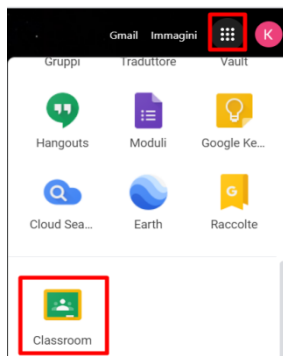 Gmail Immagini K
Gruppi Traduttore Vault
Hangouts Moduli Google Ke...
G
Cloud Sea... Earth Raccolte
Classroom